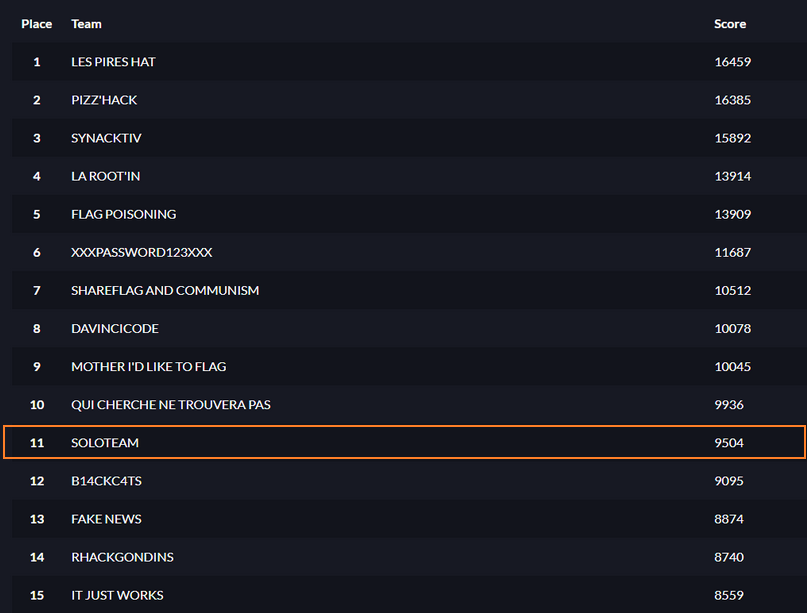 Place Team Score
1 LES PIRES HAT 16459
2 PIZZ'HACK 16385
3 SYNACKTIV 15892
4 LA ROOT'IN 13914
5 FLAG POISONING 13909
6 XXXPASSWORD123XXX 11687
7 SHAREFLAG AND COMMUNISM 10512
8 DAVINCICODE 10078
9 MOTHER I'D LIKE TO FLAG 10045
10 QUI CHERCHE NE TROUVERA PAS 9936
11 SOLOTEAM 9504
12 B14CKC4TS 9095
13 FAKE NEWS 8874
14 RHACKGONDINS 8740
15 IT JUST WORKS 8559